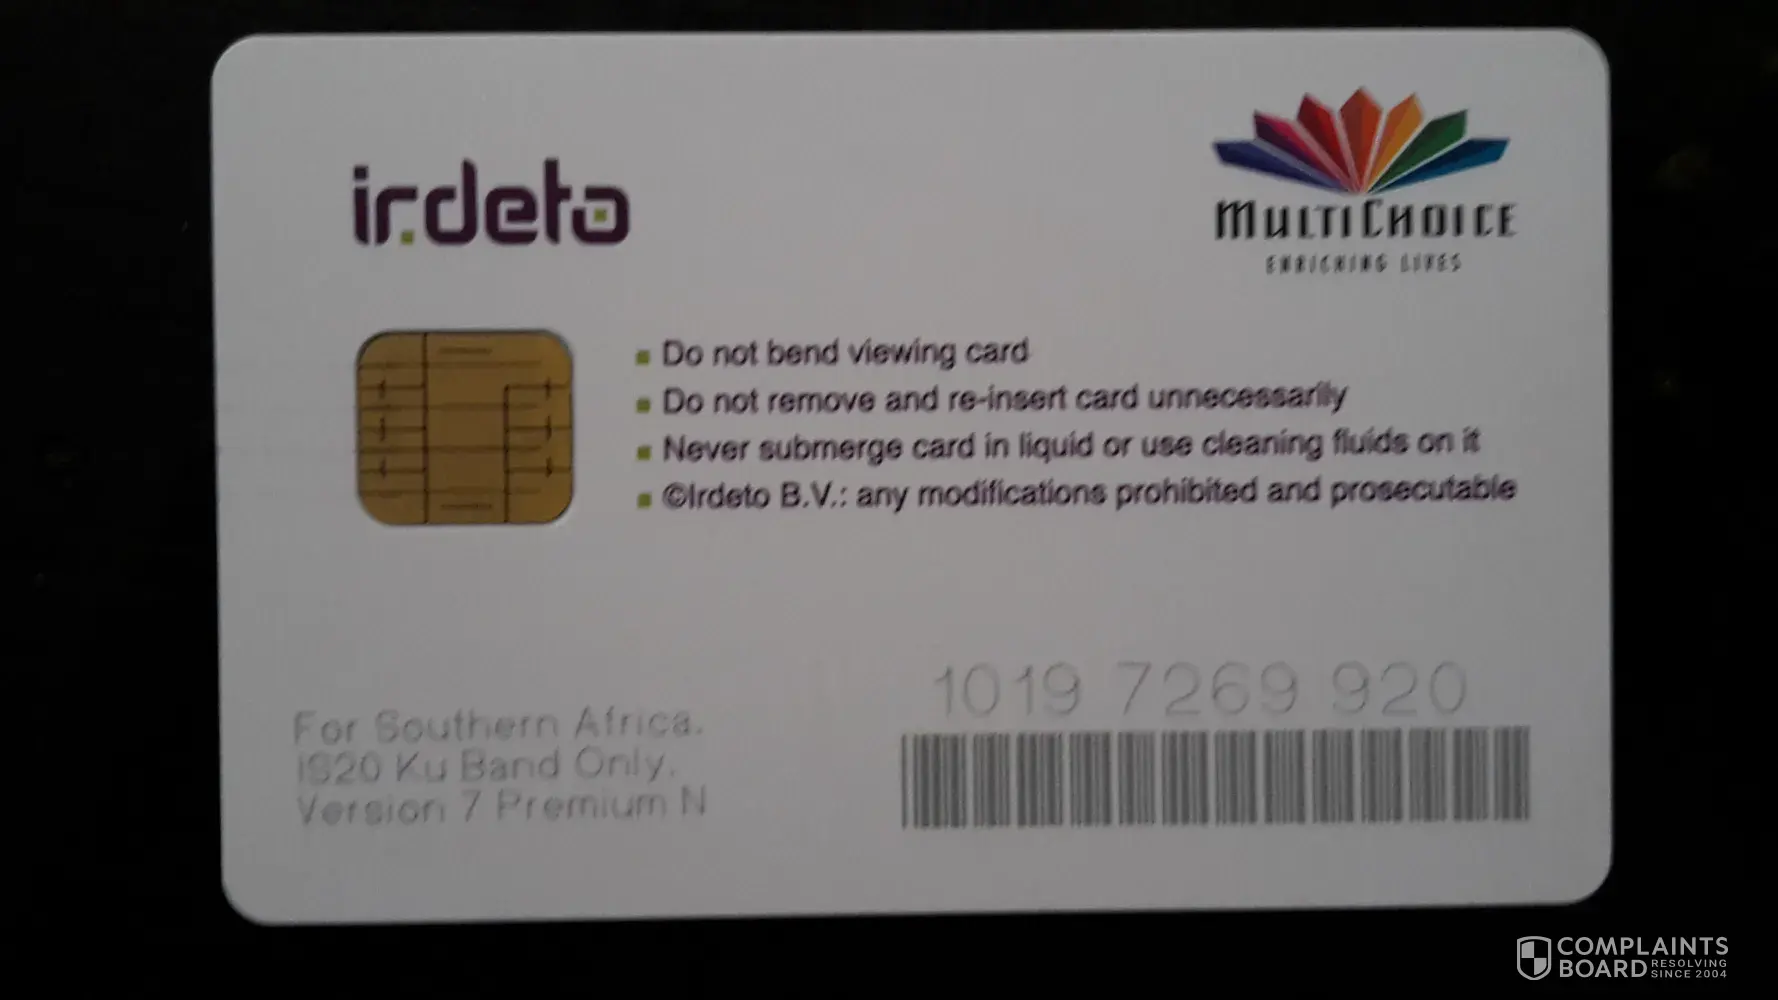 irdeto
MULTICHOICE
ENRICHING LIVES
Do not bend viewing card
Do not remove and re-insert card unnecessarily
Never submerge card in liquid or use cleaning fluids on it
©Irdeto B.V.: any modifications prohibited and prosecutable
1019 7269 920
For Southern Africa.
iS20 Ku Band Only.
Version 7 Premium N
COMPLAINTS
BOARD RESOLVING
SINCE 2004